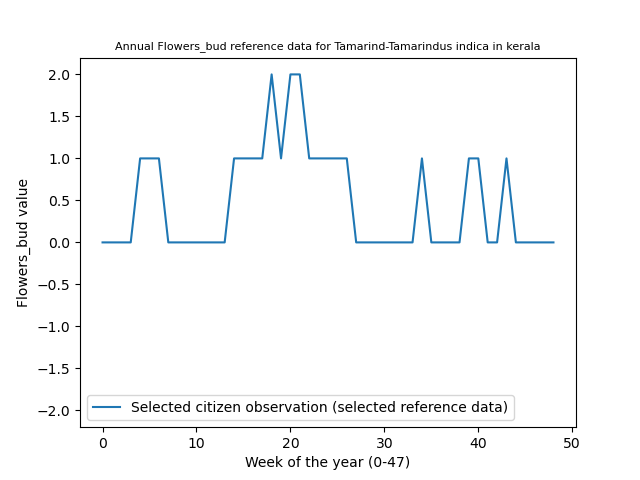 Annual Flowers_bud reference data for Tamarind-Tamarindus indica in kerala
2.0
1.5
1.0
0.5
0.0
−0.5
−1.0
−1.5
−2.0
Flowers_bud value
Selected citizen observation (selected reference data)
0 10 20 30 40 50
Week of the year (0-47)